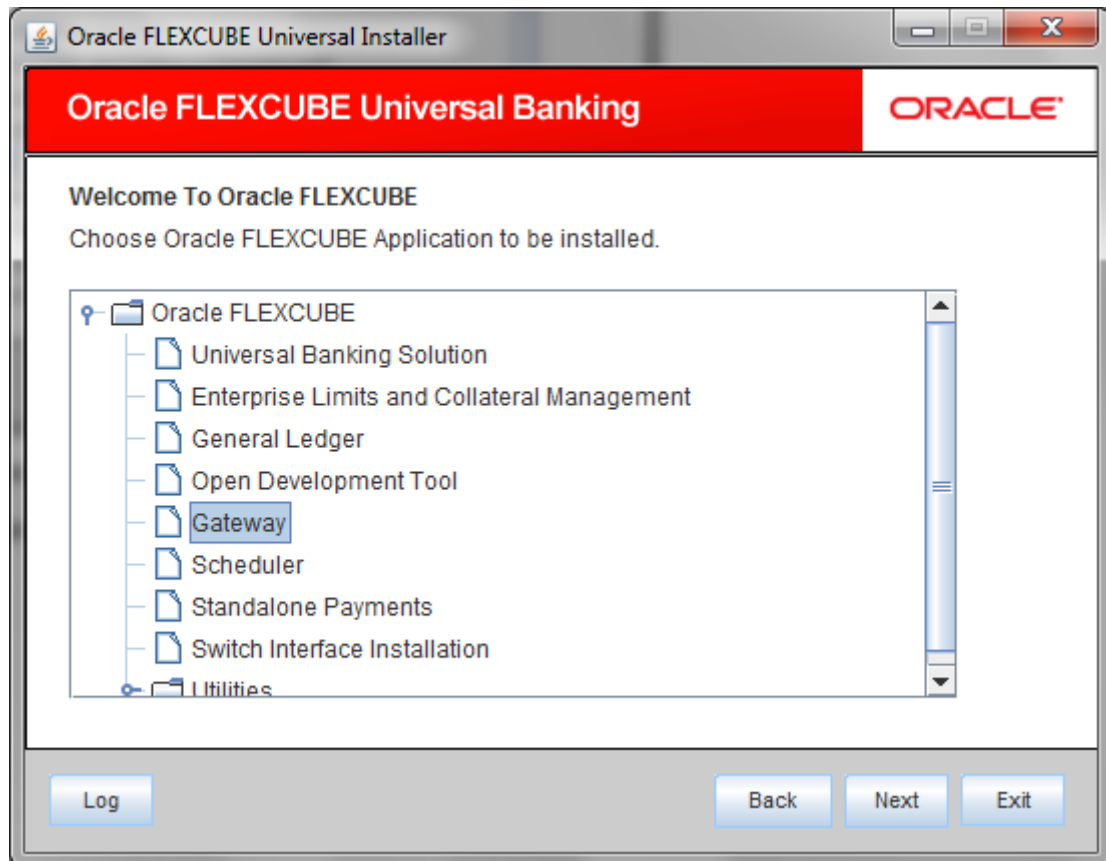 Oracle FLEXCUBE Universal Installer
Oracle FLEXCUBE Universal Banking
ORACLE
Welcome To Oracle FLEXCUBE
Choose Oracle FLEXCUBE Application to be installed.
Oracle FLEXCUBE
Universal Banking Solution
Enterprise Limits and Collateral Management
General Ledger
Open Development Tool
Gateway
Scheduler
Standalone Payments
Switch Interface Installation
Utilities
Log
Back
Next
Exit